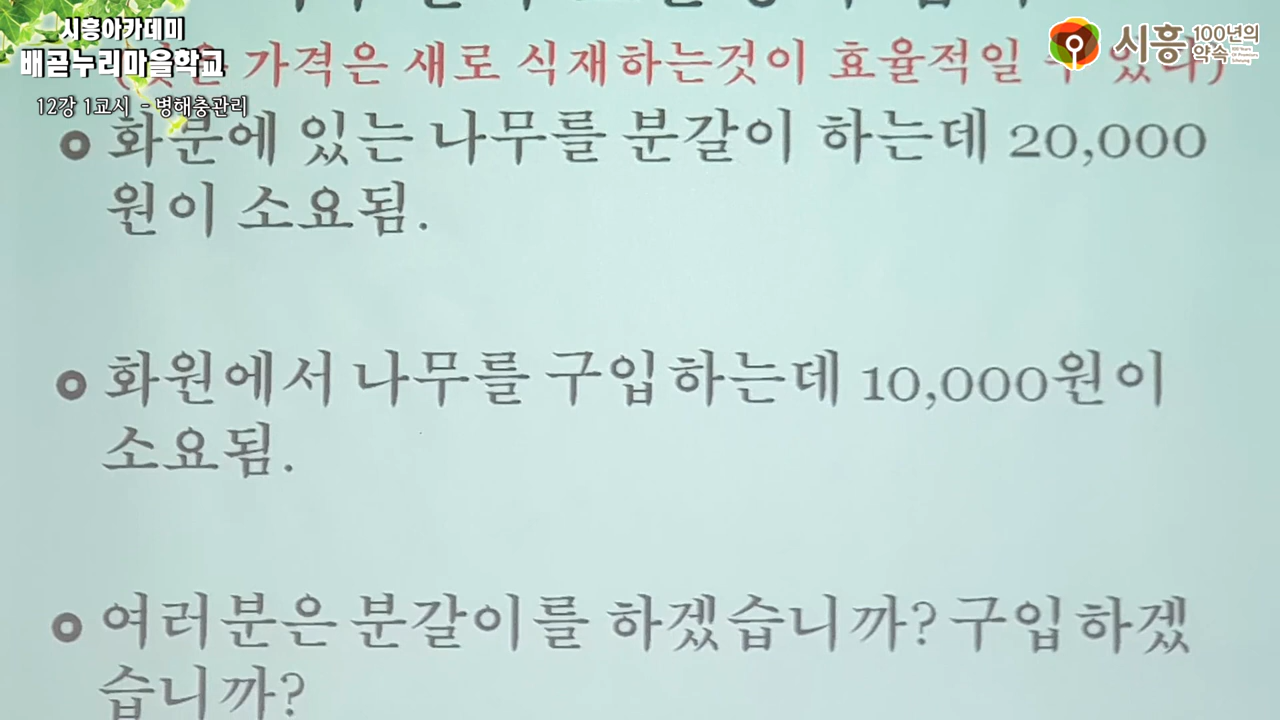 시흥아카데미
배곧누리마을학교
12강 1교시 - 병해충관리
시흥 100년의 약속
가격은 새로 식재하는것이 효율적일
화분에 있는 나무를 분갈이 하는데 20,000
원이 소요됨.
화원에서 나무를 구입하는데 10,000원이
소요됨.
여러분은 분갈이를 하겠습니까? 구입하겠
습니까?